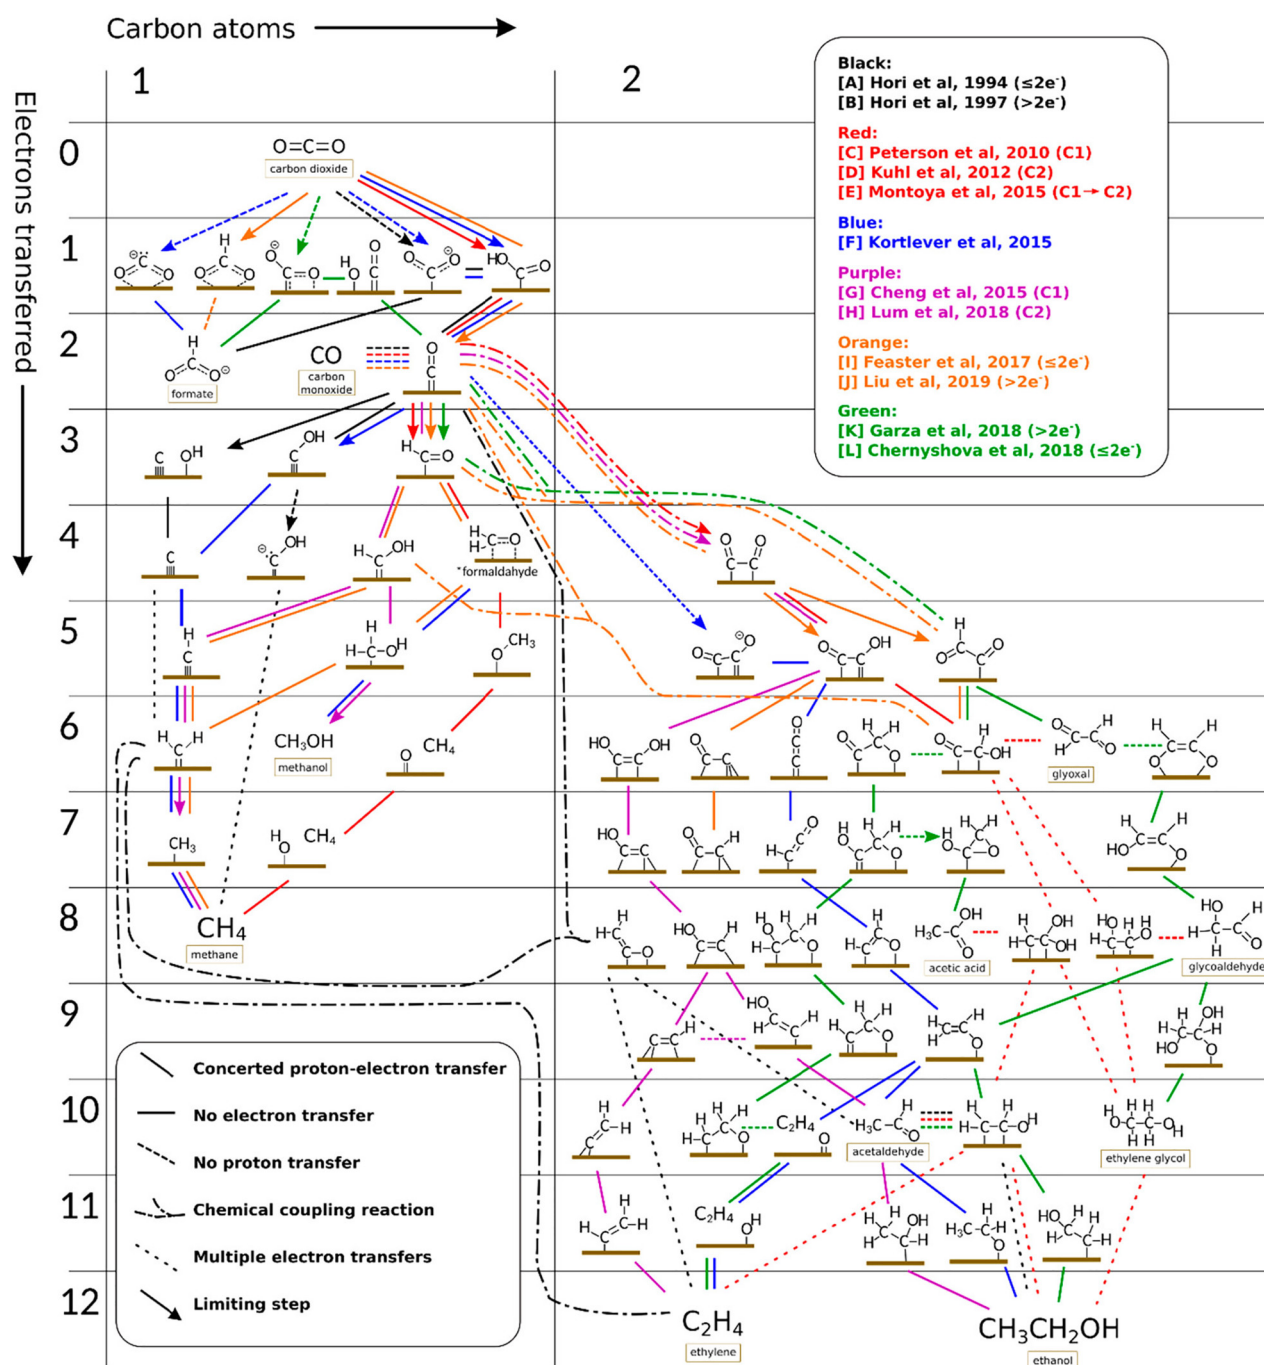 Carbon atoms
Electrons transferred
1
2
0
1
2
3
4
5
6
7
8
9
10
11
12
Black:
[A] Hori et al, 1994 (≤2e⁻)
[B] Hori et al, 1997 (>2e⁻)
Red:
[C] Peterson et al, 2010 (C1)
[D] Kuhl et al, 2012 (C2)
[E] Montoya et al, 2015 (C1→ C2)
Blue:
[F] Kortlever et al, 2015
Purple:
[G] Cheng et al, 2015 (C1)
[H] Lum et al, 2018 (C2)
Orange:
[I] Feaster et al, 2017 (≤2e⁻)
[J] Liu et al, 2019 (>2e⁻)
Green:
[K] Garza et al, 2018 (>2e⁻)
[L] Chernyshova et al, 2018 (≤2e⁻)
O=C=O
carbon dioxide
formate
CO
carbon
monoxide
*formaldahyde
CH₃OH
methanol
CH₄
CH₄
CH₃
CH₄
methane
OCH₃
glyoxal
acetic acid
glycoaldehyde
C₂H₄
acetaldehyde
ethylene glycol
C₂H₄
C₂H₄
ethylene
CH₃CH₂OH
ethanol
Concerted proton-electron transfer
No electron transfer
No proton transfer
Chemical coupling reaction
Multiple electron transfers
Limiting step